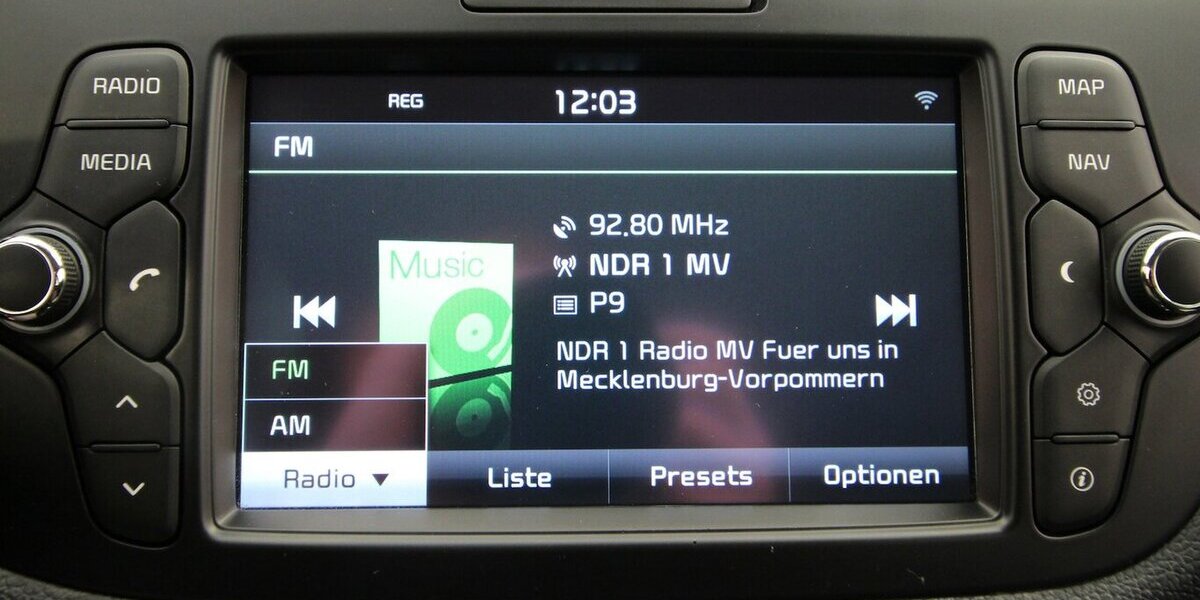 RADIO
MEDIA
REG 12:03
FM
Music
92.80 MHz
NDR 1 MV
P9
NDR 1 Radio MV Fuer uns in
Mecklenburg-Vorpommern
FM
AM
Radio Liste Presets Optionen
MAP
NAV